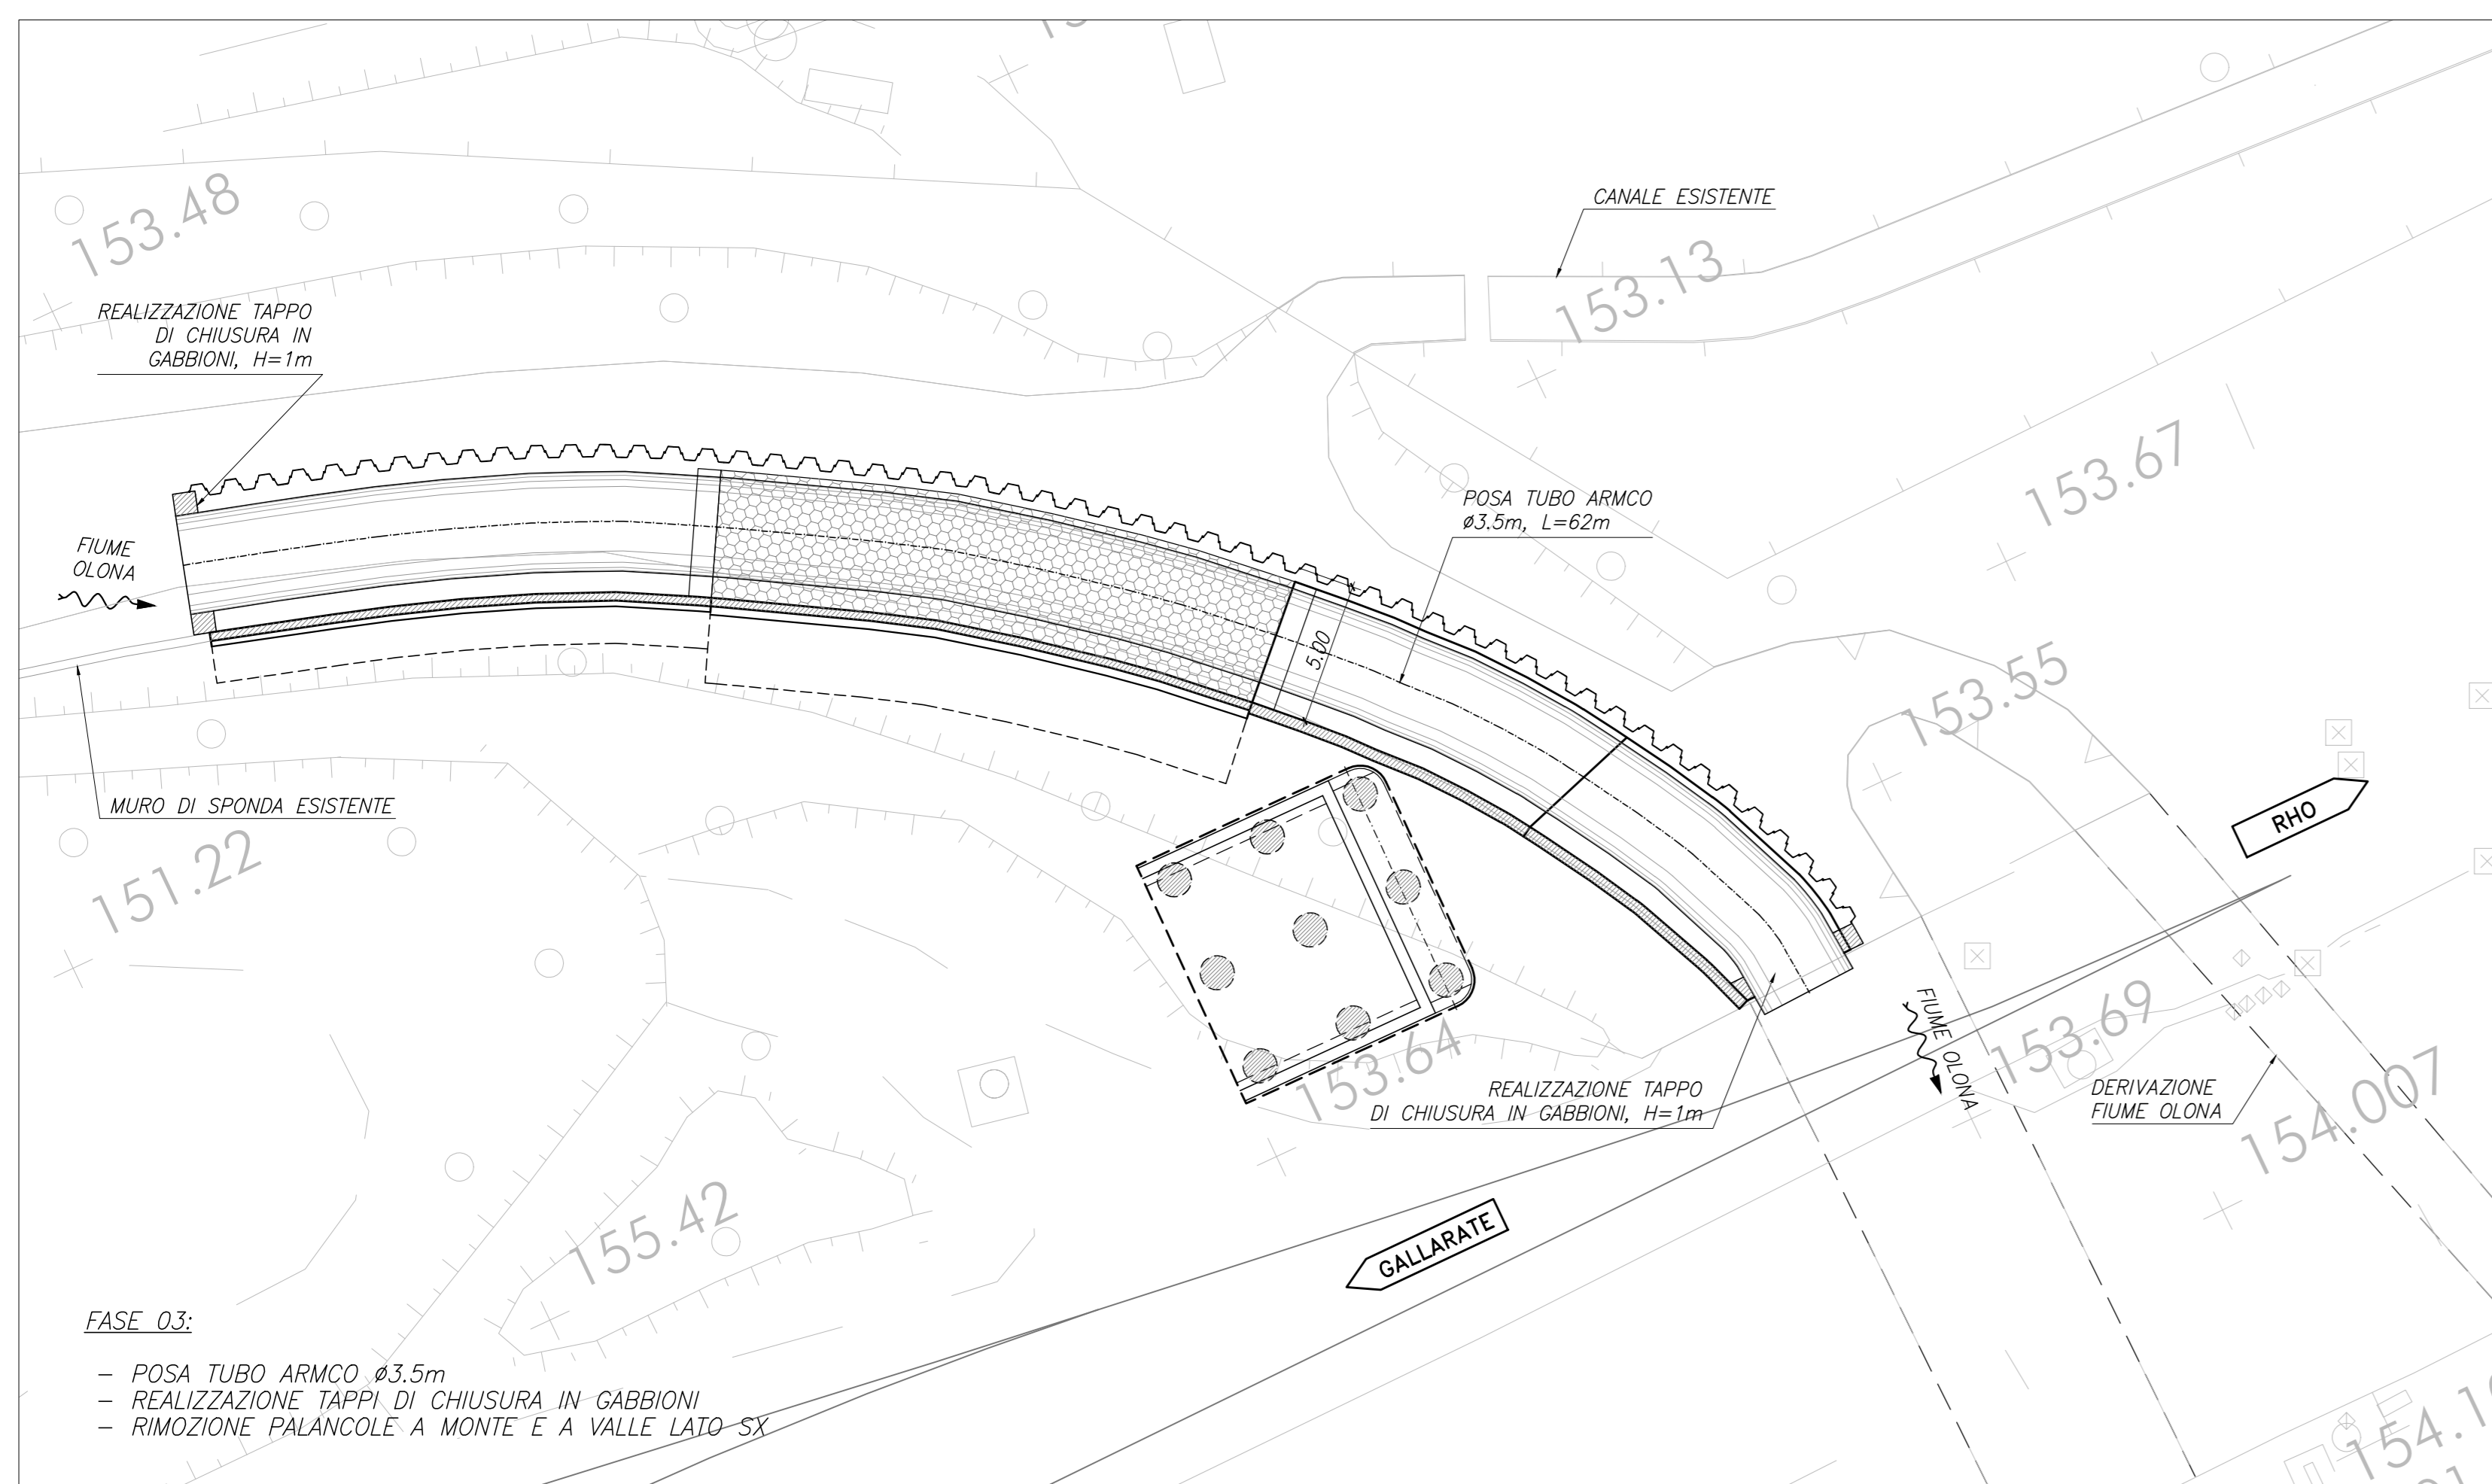 CANALE ESISTENTE
153.48
153.13
REALIZZAZIONE TAPPO
DI CHIUSURA IN
GABBIONI, H=1m
153.67
POSA TUBO ARMCO
ø3.5m, L=62m
FIUME
OLONA
5.00
153.55
MURO DI SPONDA ESISTENTE
RHO
151.22
FIUME OLONA
153.69
153.64
REALIZZAZIONE TAPPO
DI CHIUSURA IN GABBIONI, H=1m
DERIVAZIONE
FIUME OLONA
154.007
155.42
GALLARATE
FASE 03:
– POSA TUBO ARMCO ø3.5m
– REALIZZAZIONE TAPPI DI CHIUSURA IN GABBIONI
– RIMOZIONE PALANCOLE A MONTE E A VALLE LATO SX